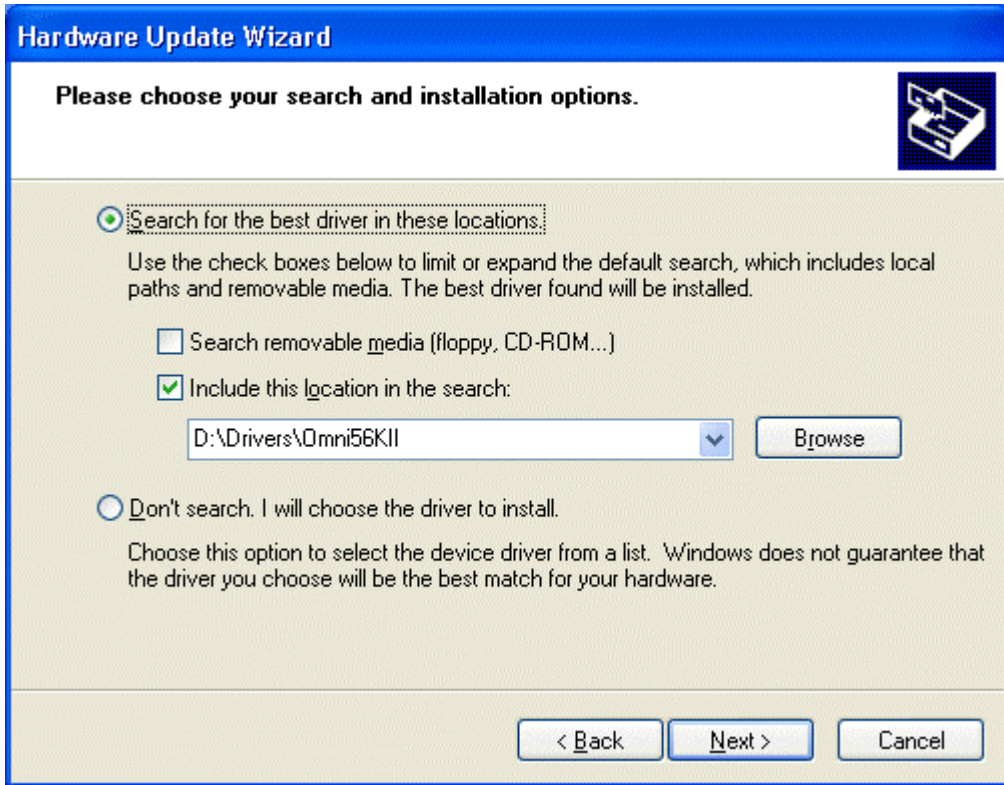 Hardware Update Wizard
Please choose your search and installation options.
Search for the best driver in these locations.
Use the check boxes below to limit or expand the default search, which includes local
paths and removable media. The best driver found will be installed.
Search removable media (floppy, CD-ROM...)
Include this location in the search:
D:\Drivers\Omni56KII
Browse
Don't search. I will choose the driver to install.
Choose this option to select the device driver from a list.  Windows does not guarantee that
the driver you choose will be the best match for your hardware.
< Back
Next >
Cancel